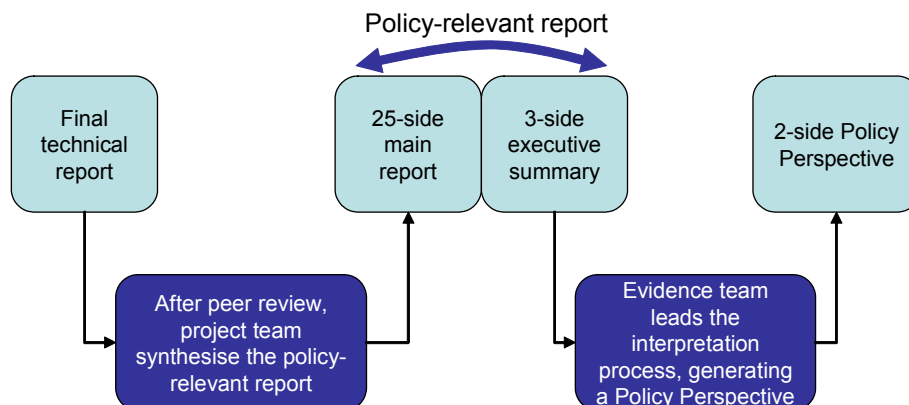 Policy-relevant report
Final
technical
report
25-side
main
report
3-side
executive
summary
2-side Policy
Perspective
After peer review,
project team
synthesise the policy-
relevant report
Evidence team
leads the
interpretation
process, generating
a Policy Perspective